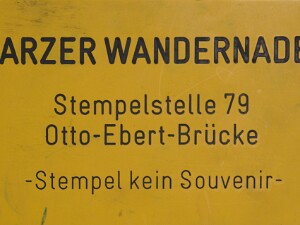 ARZER WANDERNADE
Stempelstelle 79
Otto-Ebert-Brücke
-Stempel kein Souvenir-